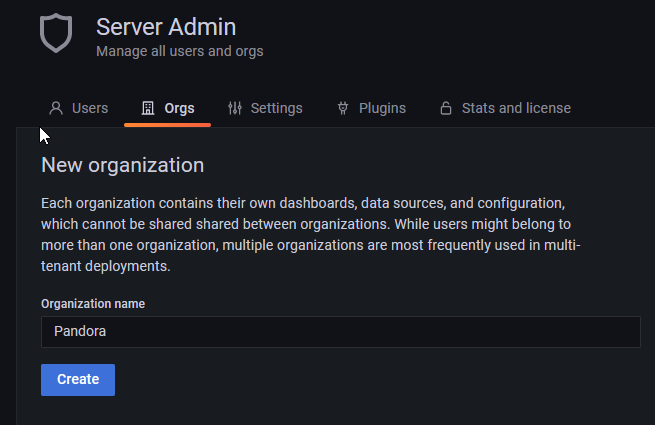 Server Admin
Manage all users and orgs
Users
Orgs
Settings
Plugins
Stats and license
New organization
Each organization contains their own dashboards, data sources, and configuration,
which cannot be shared shared between organizations. While users might belong to
more than one organization, multiple organizations are most frequently used in multi-
tenant deployments.
Organization name
Pandora
Create